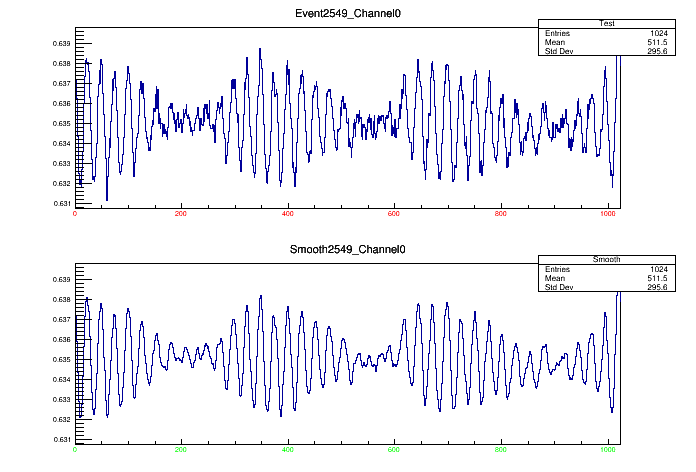 Event2549_Channel0
Test
Entries 1024
Mean 511.5
Std Dev 295.6
0.639
0.638
0.637
0.636
0.635
0.634
0.633
0.632
0.631
0 200 400 600 800 1000
Smooth2549_Channel0
Smooth
Entries 1024
Mean 511.5
Std Dev 295.6
0.639
0.638
0.637
0.636
0.635
0.634
0.633
0.632
0.631
0 200 400 600 800 1000